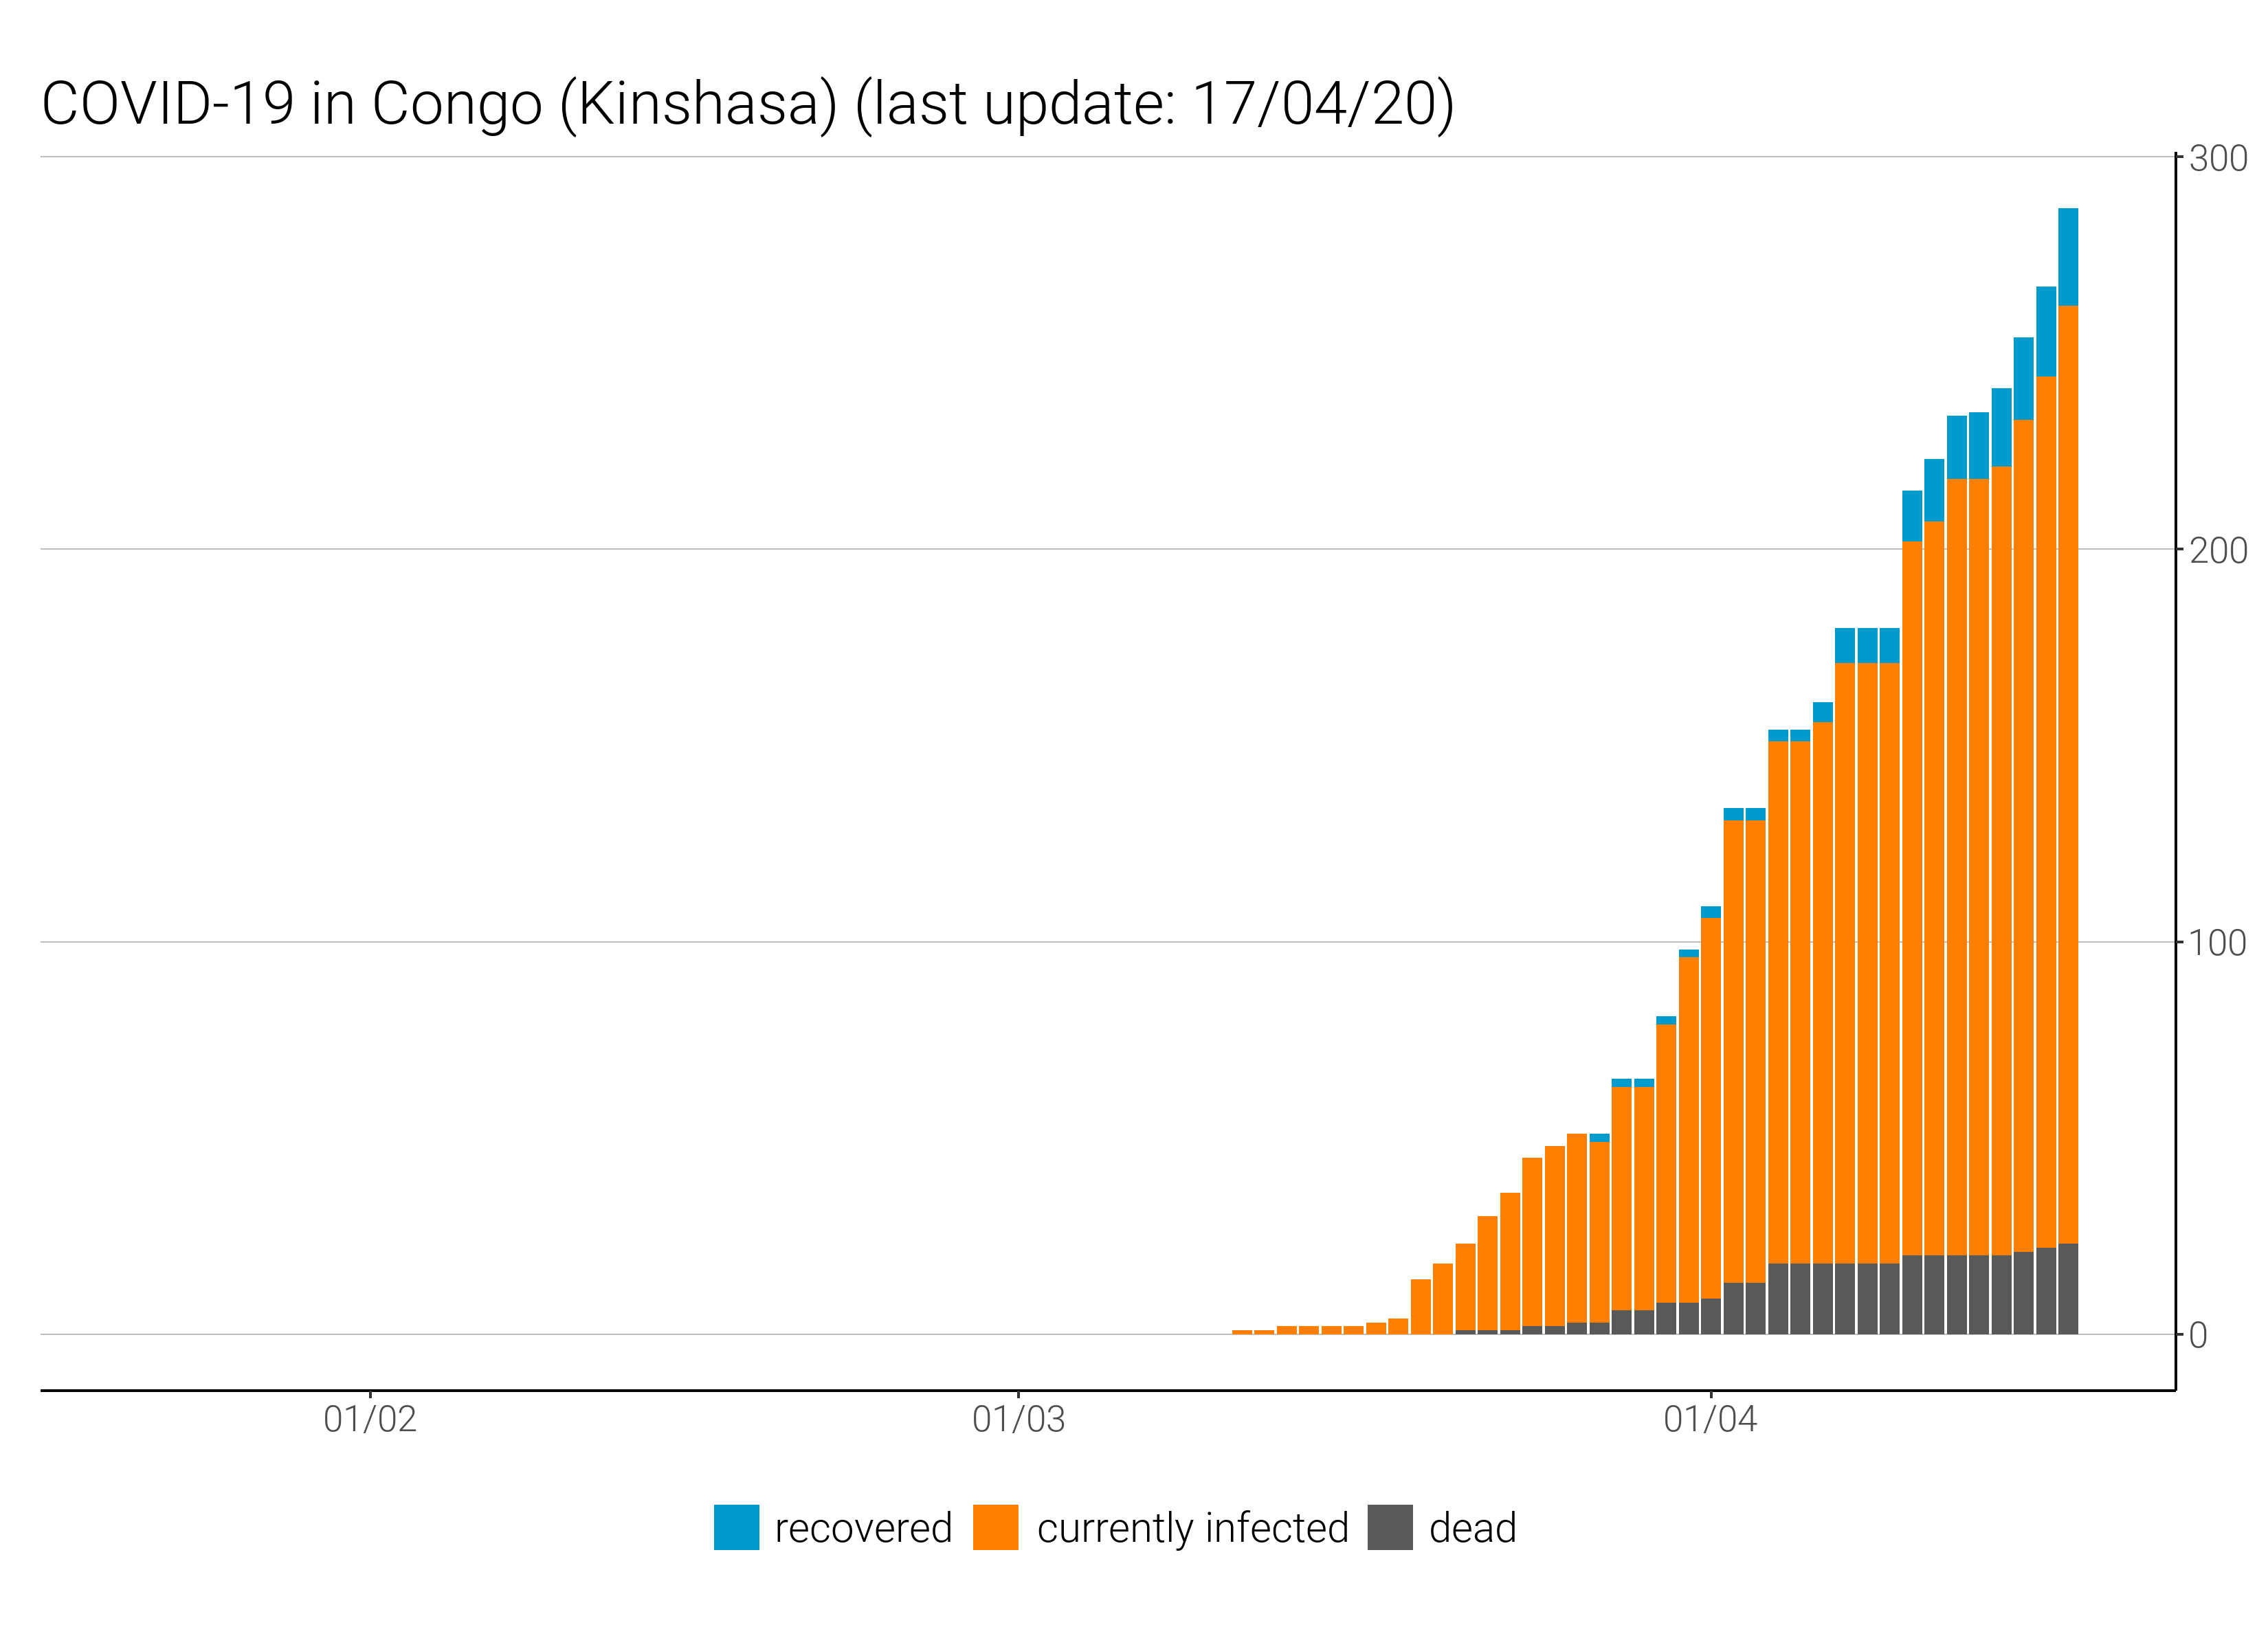 COVID-19 in Congo (Kinshasa) (last update: 17/04/20)
300
200
100
0
01/02 01/03 01/04
recovered currently infected dead